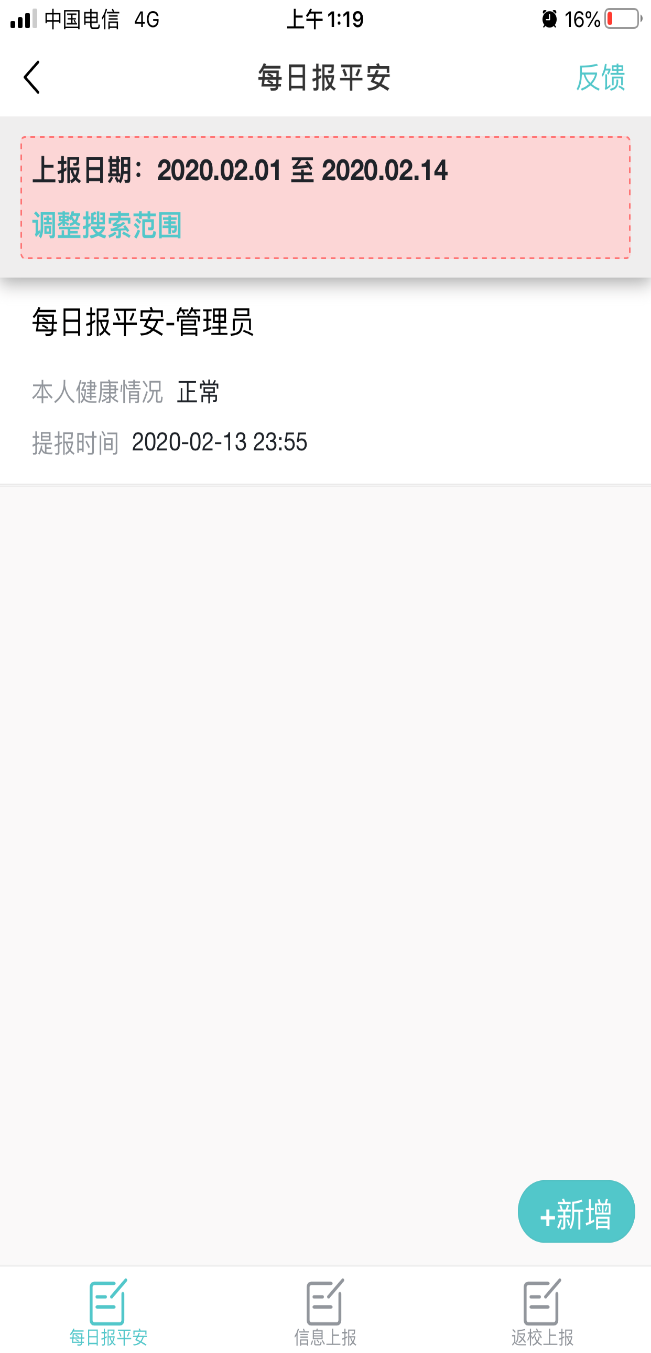 中国电信 4G 上午1:19 16%
每日报平安 反馈
上报日期：2020.02.01 至 2020.02.14
调整搜索范围
每日报平安-管理员
本人健康情况 正常
提报时间 2020-02-13 23:55
+新增
每日报平安 信息上报 返校上报